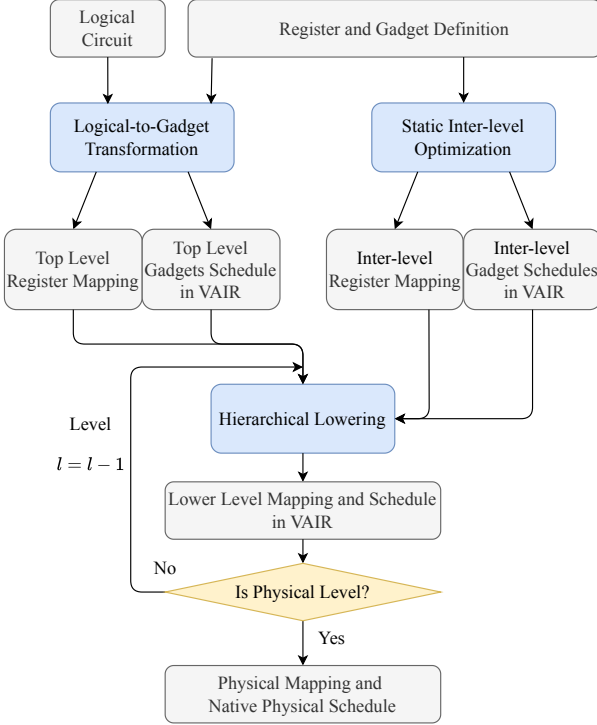 Logical
Circuit
Register and Gadget Definition
Logical-to-Gadget
Transformation
Static Inter-level
Optimization
Top Level
Register Mapping
Top Level
Gadgets Schedule
in VAIR
Inter-level
Register Mapping
Inter-level
Gadget Schedules
in VAIR
Level
l = l − 1
Hierarchical Lowering
Lower Level Mapping and Schedule
in VAIR
No
Is Physical Level?
Yes
Physical Mapping and
Native Physical Schedule